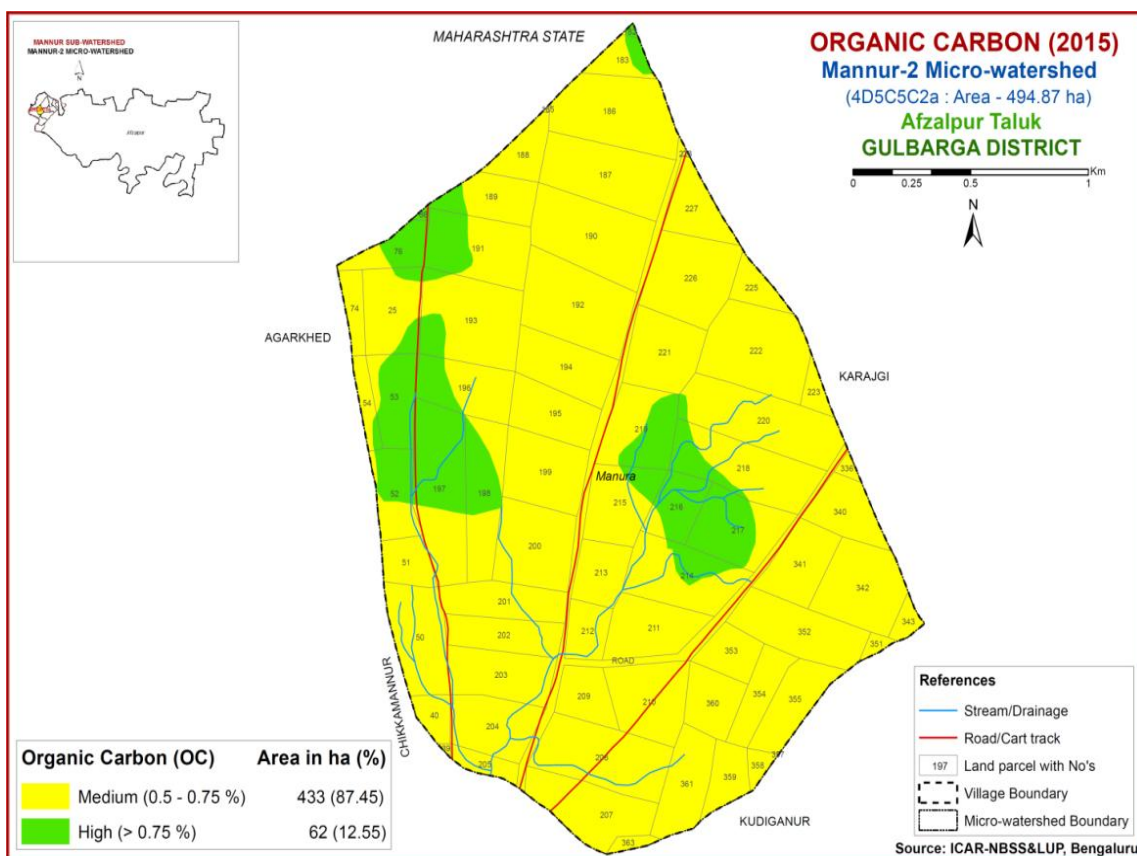 MANNUR SUB-WATERSHED
MANNUR-2 MICRO-WATERSHED
N
Afzalpur
MAHARASHTRA STATE
ORGANIC CARBON (2015)
Mannur-2 Micro-watershed
(4D5C5C2a : Area - 494.87 ha)
Afzalpur Taluk
GULBARGA DISTRICT
Km
0 0.25 0.5 1
N
183
186
188
228
187
189
227
76
191
190
226
225
74
25
193
192
221
222
AGARKHED
KARAJGI
194
196
53
54
223
195
219
220
199
Manura
218
336
52
197
198
215
216
340
217
200
51
213
214
341
342
201
343
50
202
212
211
352
351
ROAD
353
203
209
210
360
354
355
CHIKKAMANNUR
40
204
205
206
358
359
361
207
KUDIGANUR
363
Organic Carbon (OC) Area in ha (%)
Medium (0.5 - 0.75 %) 433 (87.45)
High (> 0.75 %) 62 (12.55)
References
Stream/Drainage
Road/Cart track
197 Land parcel with No's
Village Boundary
Micro-watershed Boundary
Source: ICAR-NBSS&LUP, Bengaluru